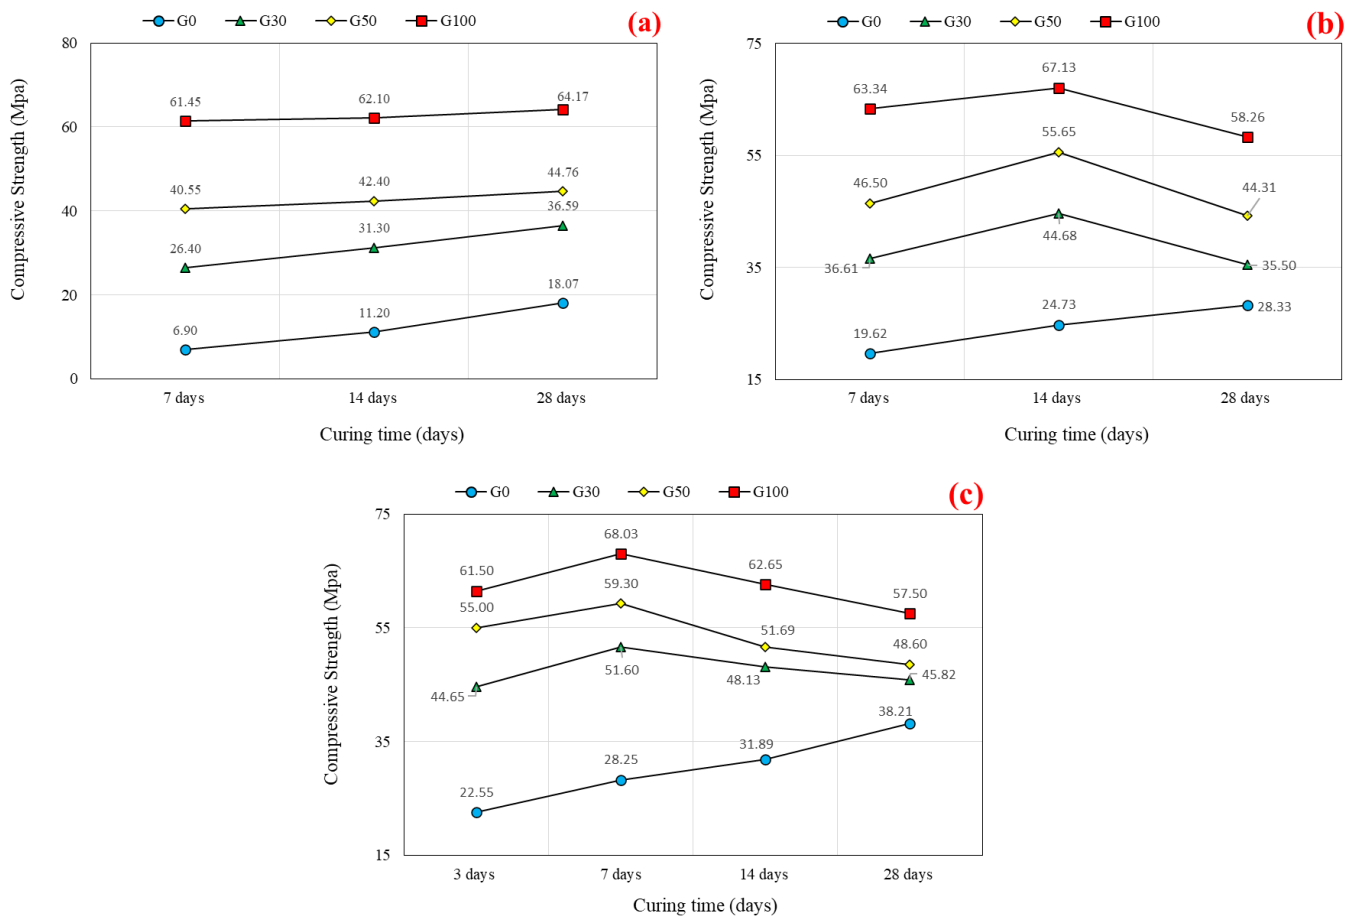 G0 G30 G50 G100 (a)
Compressive Strength (Mpa)
80
60
40
20
0
61.45 62.10 64.17
40.55 42.40 44.76
26.40 31.30 36.59
6.90 11.20 18.07
7 days 14 days 28 days
Curing time (days)
G0 G30 G50 G100 (b)
Compressive Strength (Mpa)
75
55
35
15
63.34 67.13 58.26
46.50 55.65 44.31
36.61 44.68 35.50
19.62 24.73 28.33
7 days 14 days 28 days
Curing time (days)
G0 G30 G50 G100 (c)
Compressive Strength (Mpa)
75
55
35
15
61.50 68.03 62.65 57.50
55.00 59.30 51.69 48.60
44.65 51.60 48.13 45.82
22.55 28.25 31.89 38.21
3 days 7 days 14 days 28 days
Curing time (days)